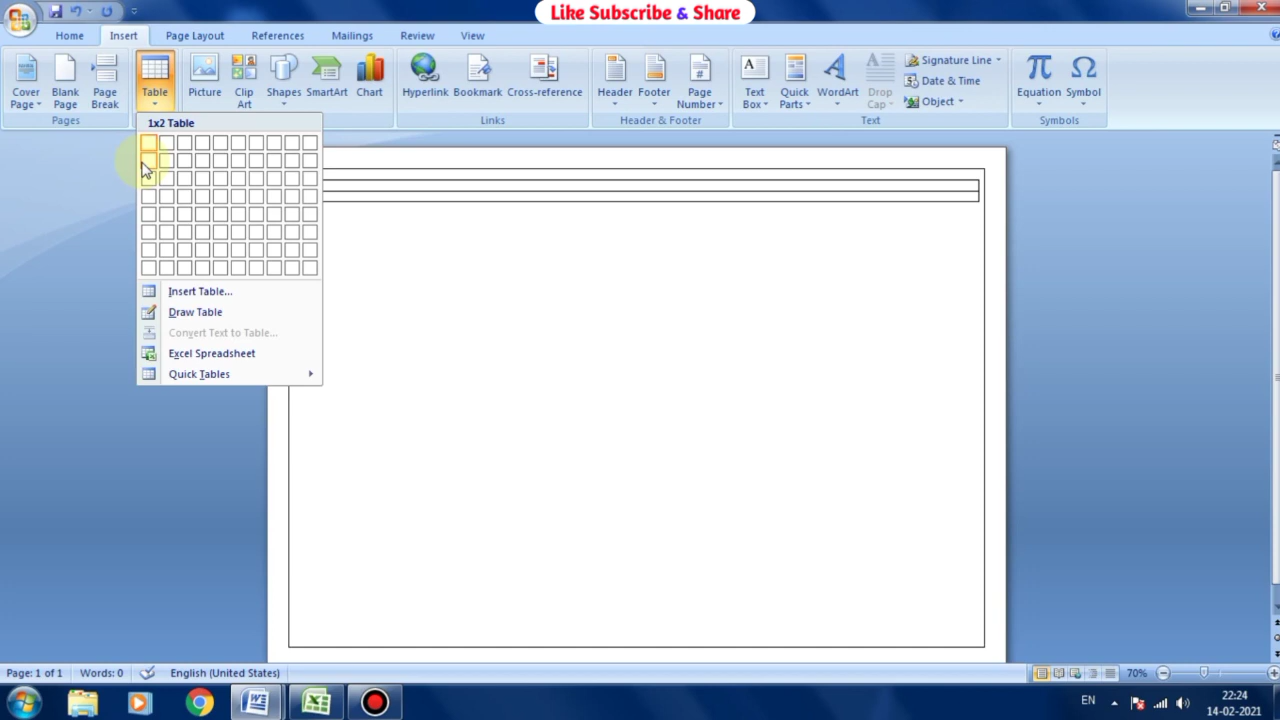 Like Subscribe & Share
Home Insert Page Layout References Mailings Review View
Cover Page
Blank Page
Page Break
Table
Picture
Clip Art
Shapes
SmartArt
Chart
Hyperlink
Bookmark
Cross-reference
Header
Footer
Page Number
Text Box
Quick Parts
WordArt
Drop Cap
Signature Line
Date & Time
Object
Equation
Symbol
Pages
Links
Header & Footer
Text
Symbols
1x2 Table
Insert Table...
Draw Table
Convert Text to Table...
Excel Spreadsheet
Quick Tables
Page: 1 of 1 Words: 0 English (United States) 70%
EN
22:24
14-02-2021